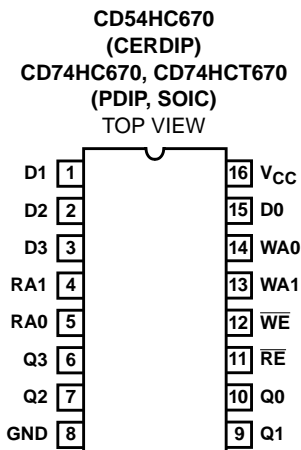 CD54HC670
(CERDIP)
CD74HC670, CD74HCT670
(PDIP, SOIC)
TOP VIEW
D1 1 16 VCC
D2 2 15 D0
D3 3 14 WA0
RA1 4 13 WA1
RA0 5 12 W̅E̅
Q3 6 11 R̅E̅
Q2 7 10 Q0
GND 8 9 Q1